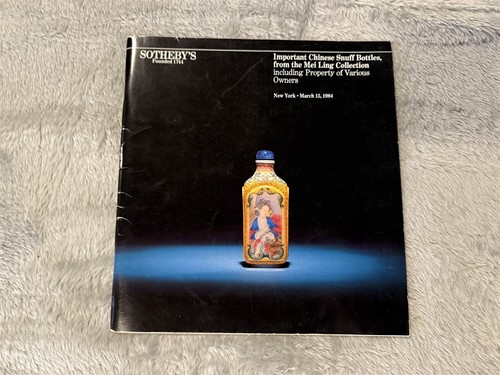 SOTHEBY'S
Founded 1744
Important Chinese Snuff Bottles,
from the Mei Ling Collection
including Property of Various
Owners
New York • March 15, 1984